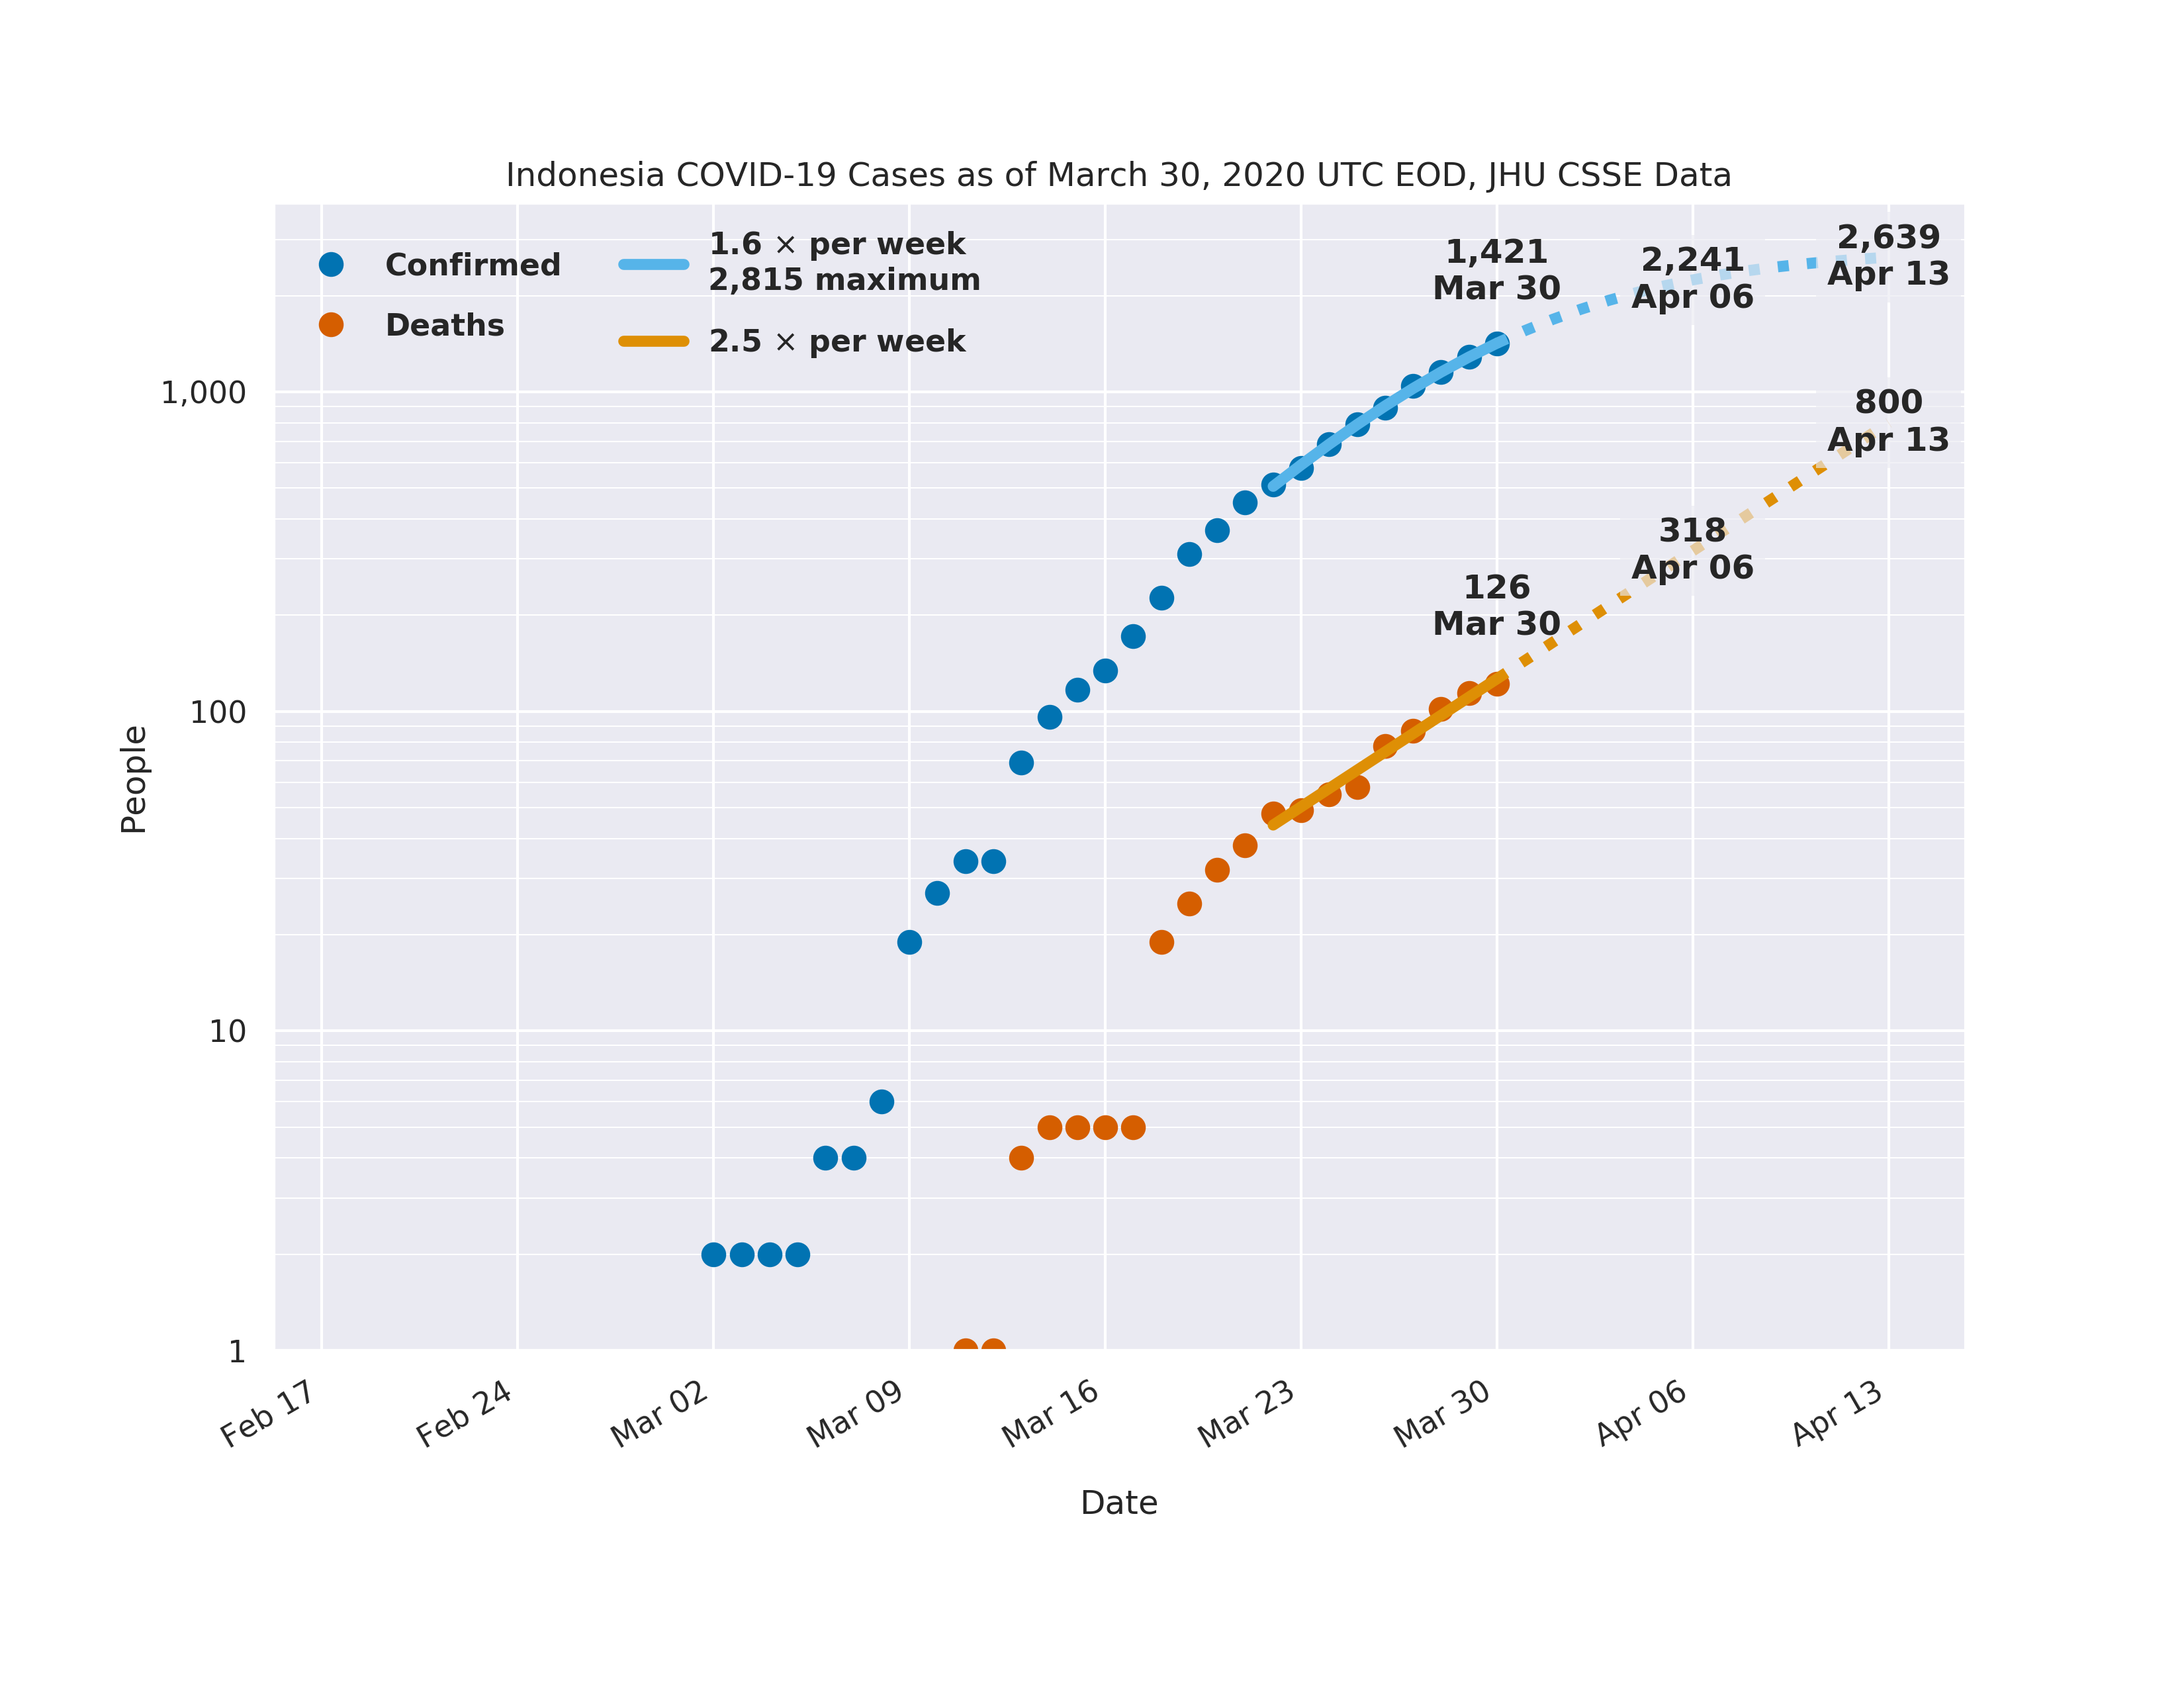 Indonesia COVID-19 Cases as of March 30, 2020 UTC EOD, JHU CSSE Data
Confirmed
Deaths
1.6 × per week
2,815 maximum
2.5 × per week
1,421
Mar 30
2,241
Apr 06
2,639
Apr 13
800
Apr 13
318
Apr 06
126
Mar 30
People
1,000
100
10
1
Feb 17
Feb 24
Mar 02
Mar 09
Mar 16
Mar 23
Mar 30
Apr 06
Apr 13
Date